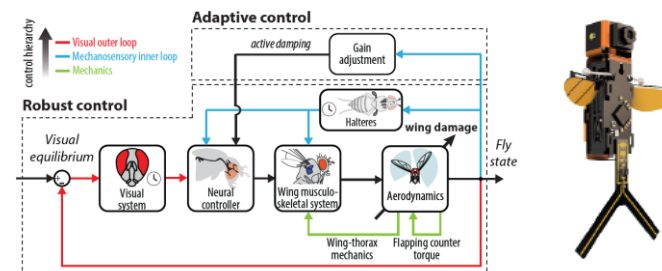 Adaptive control
control hierarchy
Visual outer loop
Mechanosensory inner loop
Mechanics
active damping
Gain
adjustment
Robust control
Halteres
wing damage
Visual
equilibrium
Fly
state
Visual
system
Neural
controller
Wing musculo-
skeletal system
Aerodynamics
Wing-thorax
mechanics
Flapping counter
torque